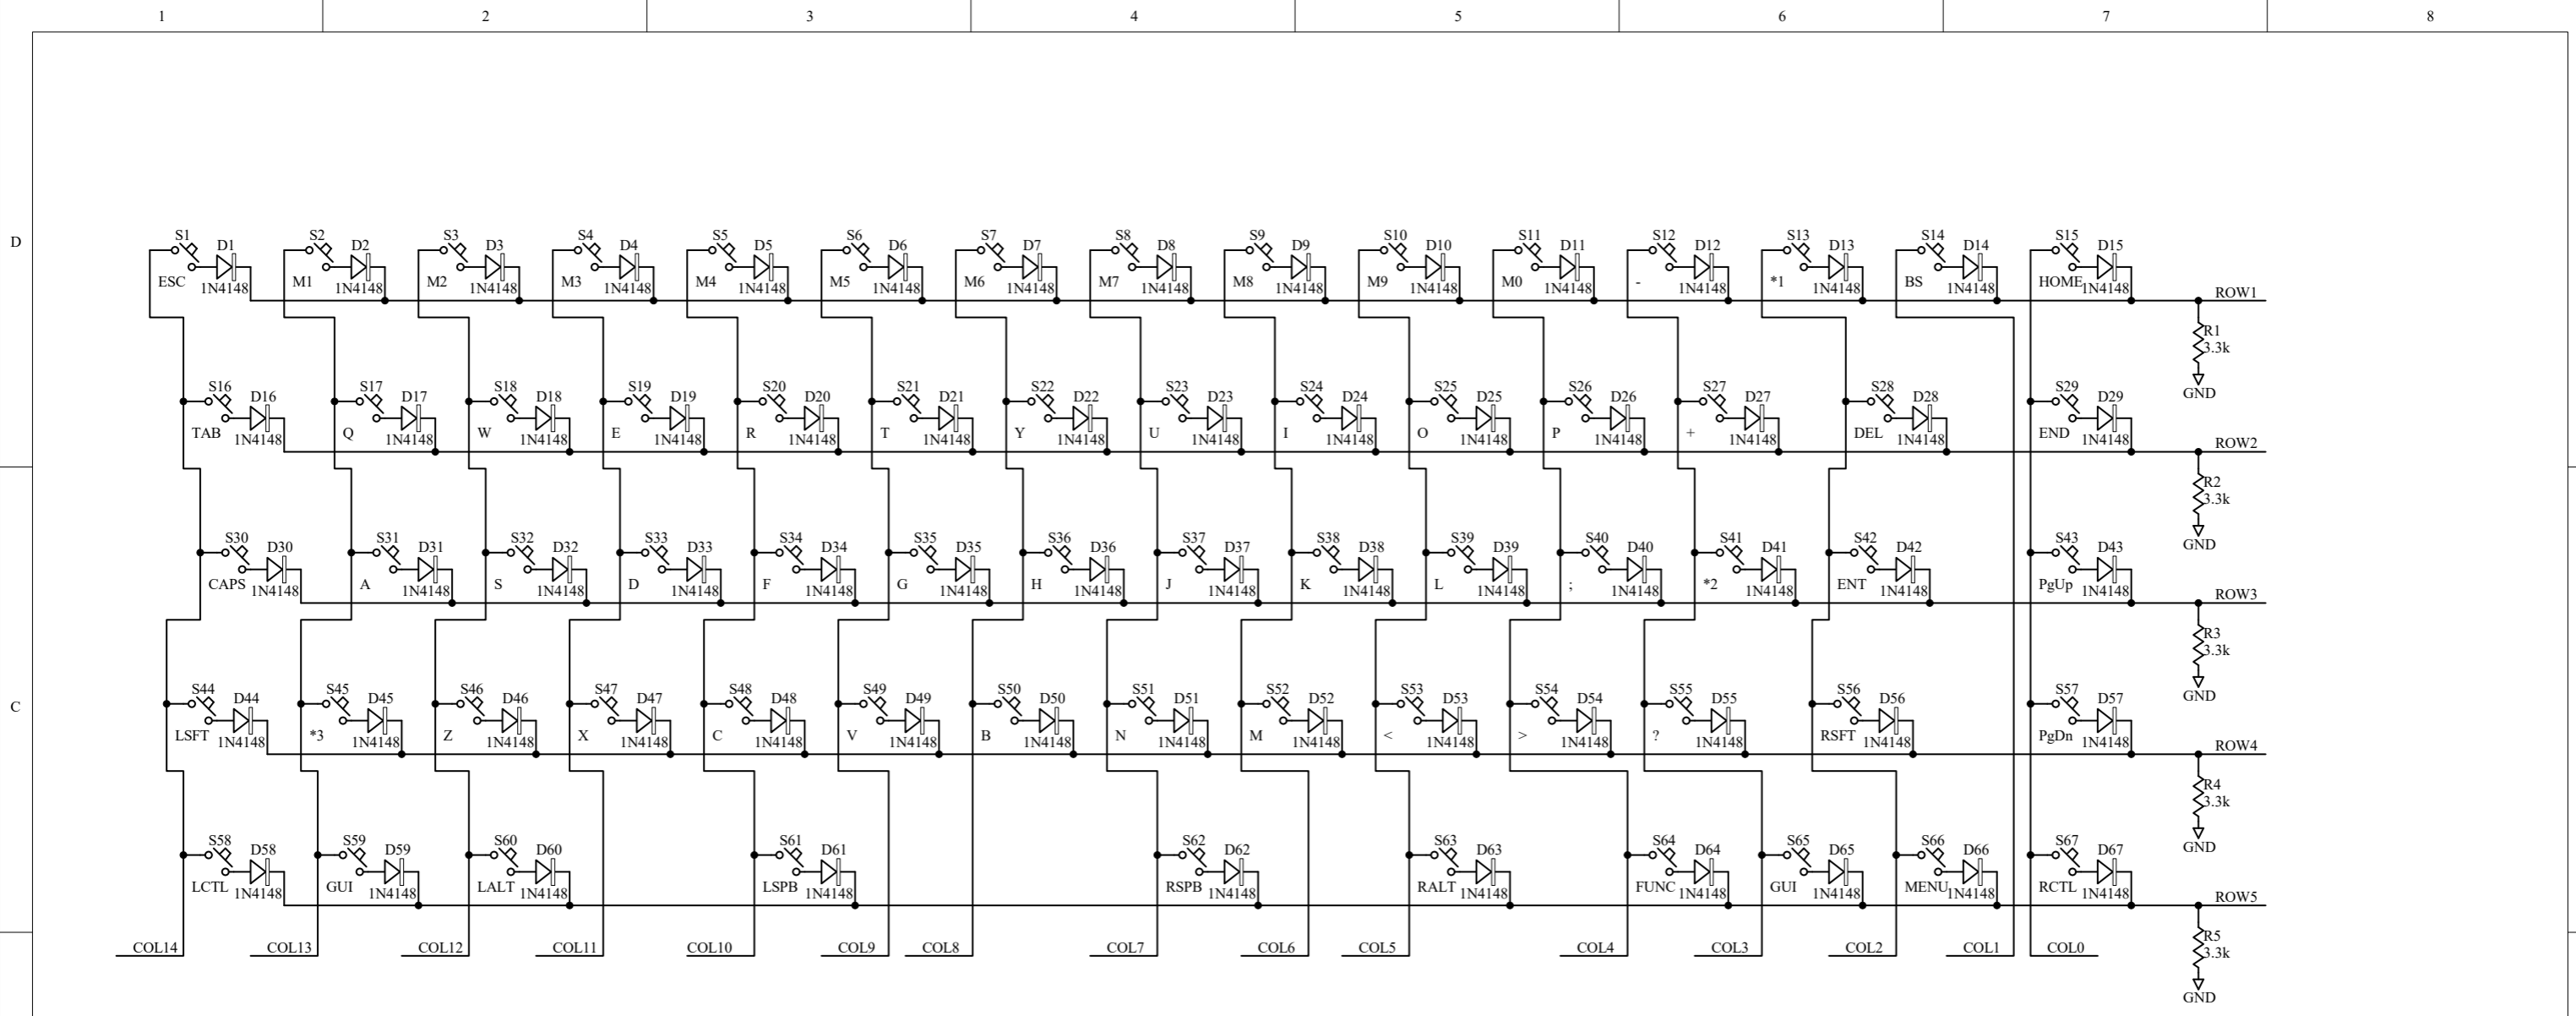 1 2 3 4 5 6 7 8
D
S1 S2 S3 S4 S5 S6 S7 S8 S9 S10 S11 S12 S13 S14 S15
D1 D2 D3 D4 D5 D6 D7 D8 D9 D10 D11 D12 D13 D14 D15
ESC M1 M2 M3 M4 M5 M6 M7 M8 M9 M0 - *1 BS HOME
1N4148 1N4148 1N4148 1N4148 1N4148 1N4148 1N4148 1N4148 1N4148 1N4148 1N4148 1N4148 1N4148 1N4148 1N4148
ROW1
R1
3.3k
GND
S16 S17 S18 S19 S20 S21 S22 S23 S24 S25 S26 S27 S28 S29
D16 D17 D18 D19 D20 D21 D22 D23 D24 D25 D26 D27 D28 D29
TAB Q W E R T Y U I O P + DEL END
1N4148 1N4148 1N4148 1N4148 1N4148 1N4148 1N4148 1N4148 1N4148 1N4148 1N4148 1N4148 1N4148 1N4148
ROW2
R2
3.3k
GND
S30 S31 S32 S33 S34 S35 S36 S37 S38 S39 S40 S41 S42 S43
D30 D31 D32 D33 D34 D35 D36 D37 D38 D39 D40 D41 D42 D43
CAPS A S D F G H J K L ; *2 ENT PgUp
1N4148 1N4148 1N4148 1N4148 1N4148 1N4148 1N4148 1N4148 1N4148 1N4148 1N4148 1N4148 1N4148 1N4148
ROW3
R3
3.3k
GND
C
S44 S45 S46 S47 S48 S49 S50 S51 S52 S53 S54 S55 S56 S57
D44 D45 D46 D47 D48 D49 D50 D51 D52 D53 D54 D55 D56 D57
LSFT *3 Z X C V B N M < > ? RSFT PgDn
1N4148 1N4148 1N4148 1N4148 1N4148 1N4148 1N4148 1N4148 1N4148 1N4148 1N4148 1N4148 1N4148 1N4148
ROW4
R4
3.3k
GND
S58 S59 S60 S61 S62 S63 S64 S65 S66 S67
D58 D59 D60 D61 D62 D63 D64 D65 D66 D67
LCTL GUI LALT LSPB RSPB RALT FUNC GUI MENU RCTL
1N4148 1N4148 1N4148 1N4148 1N4148 1N4148 1N4148 1N4148 1N4148 1N4148
ROW5
R5
3.3k
GND
COL14 COL13 COL12 COL11 COL10 COL9 COL8 COL7 COL6 COL5 COL4 COL3 COL2 COL1 COL0